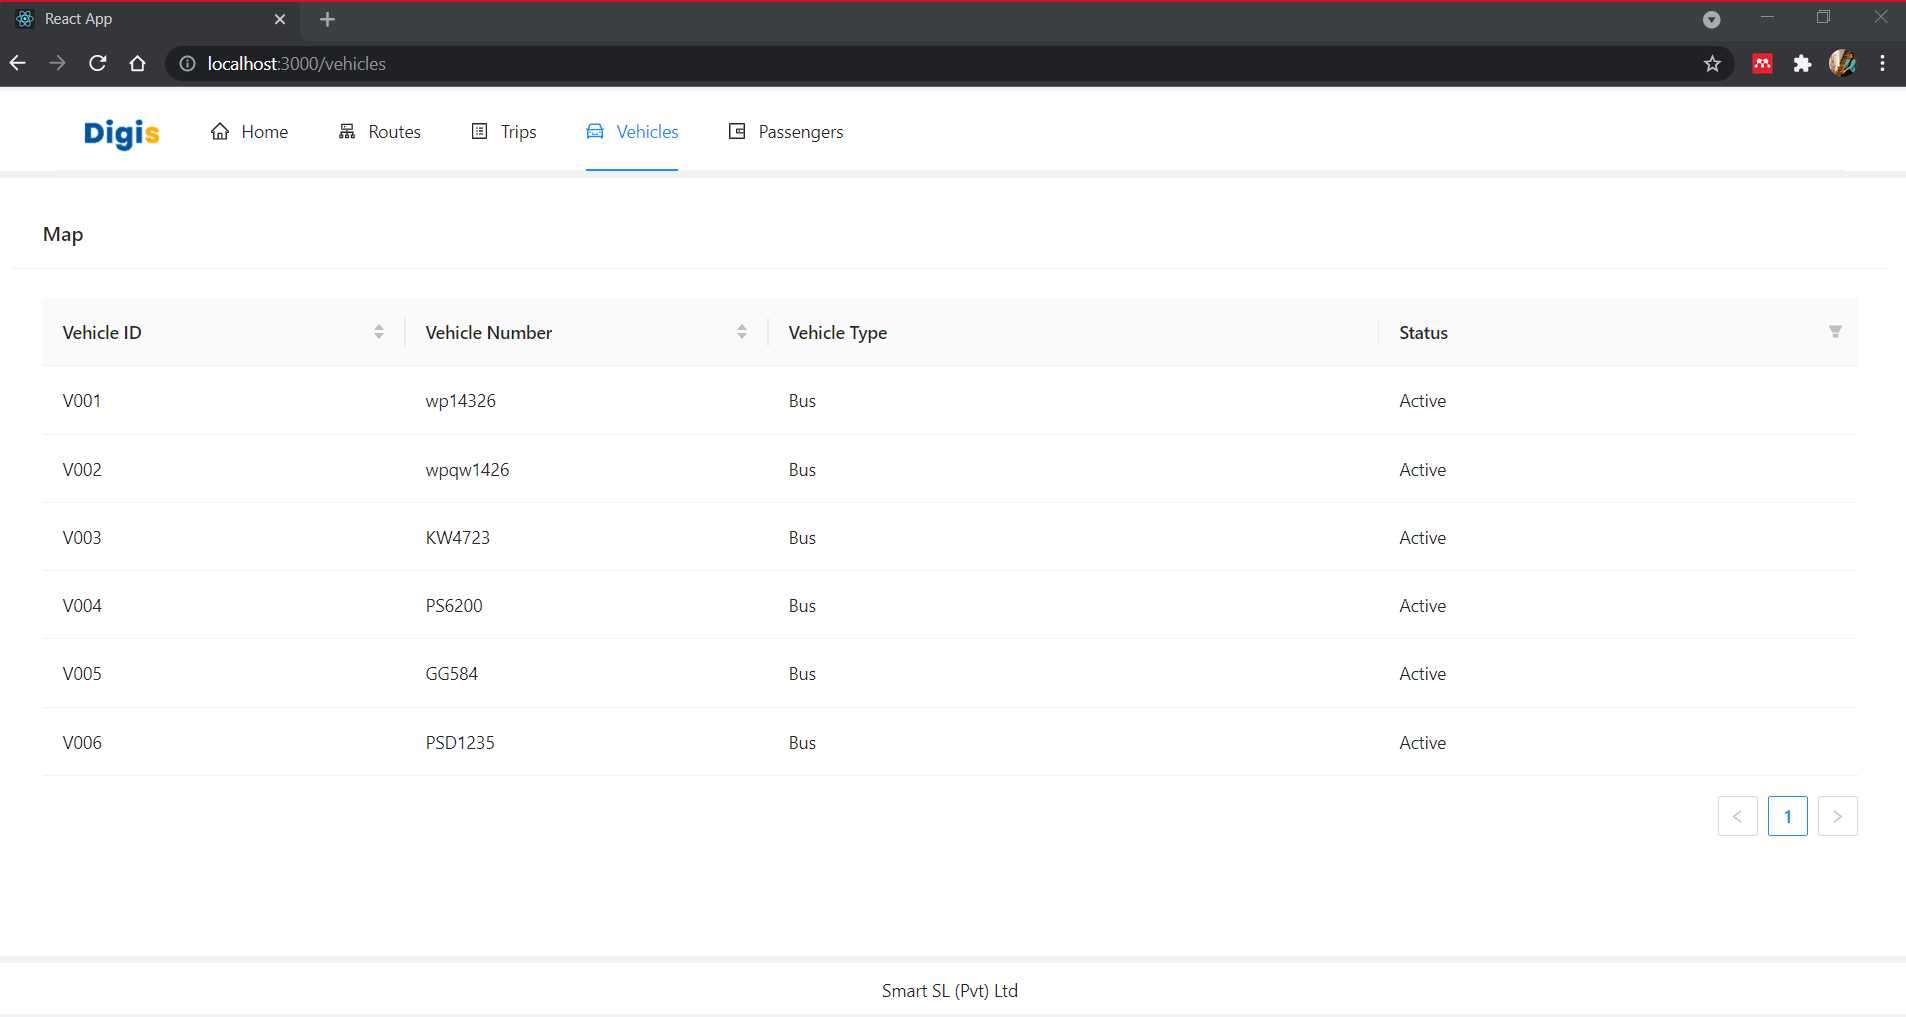 React App
localhost:3000/vehicles
Digis Home Routes Trips Vehicles Passengers
Map
Vehicle ID Vehicle Number Vehicle Type Status
V001 wp14326 Bus Active
V002 wpqw1426 Bus Active
V003 KW4723 Bus Active
V004 PS6200 Bus Active
V005 GG584 Bus Active
V006 PSD1235 Bus Active
< 1 >
Smart SL (Pvt) Ltd